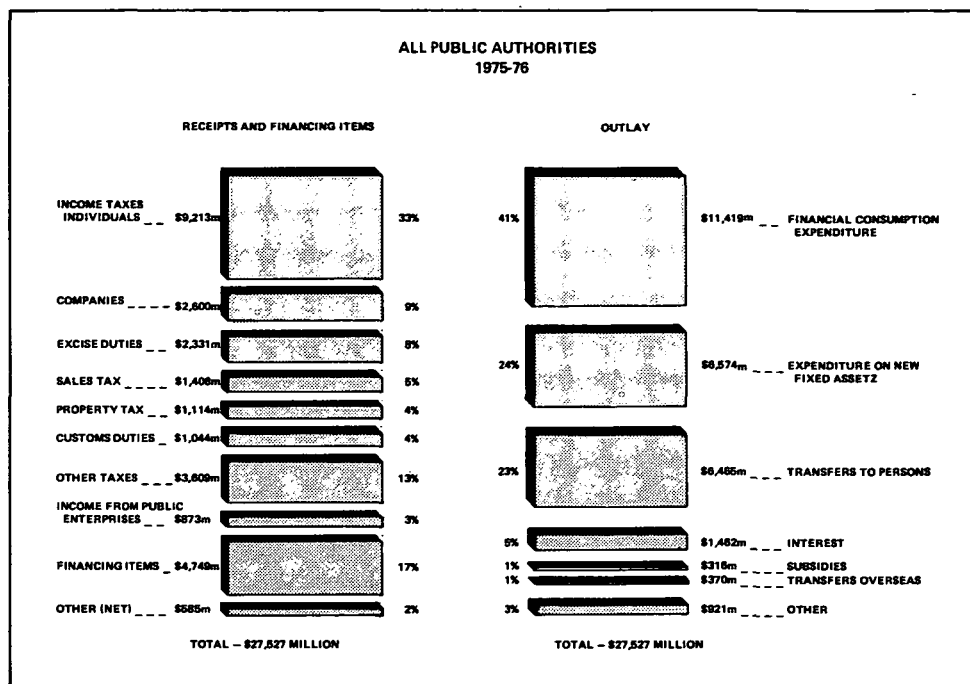 ALL PUBLIC AUTHORITIES
1975-76
RECEIPTS AND FINANCING ITEMS
INCOME TAXES
INDIVIDUALS _ _ $9,213m 33%
COMPANIES _ _ _ _ $2,600m 9%
EXCISE DUTIES _ _ $2,331m 8%
SALES TAX _ _ _ $1,408m 5%
PROPERTY TAX _ _ $1,114m 4%
CUSTOMS DUTIES _ $1,044m 4%
OTHER TAXES _ _ $3,609m 13%
INCOME FROM PUBLIC
ENTERPRISES _ _ $873m 3%
FINANCING ITEMS _ $4,749m 17%
OTHER (NET) _ _ _ $585m 2%
TOTAL – $27,527 MILLION
OUTLAY
41% $11,419m _ _ _ FINANCIAL CONSUMPTION
EXPENDITURE
24% $6,574m _ _ _ EXPENDITURE ON NEW
FIXED ASSETZ
23% $6,465m _ _ _ TRANSFERS TO PERSONS
5% $1,462m _ _ _ INTEREST
1% $316m _ _ _ SUBSIDIES
1% $370m _ _ _ TRANSFERS OVERSEAS
3% $921m _ _ _ OTHER
TOTAL – $27,527 MILLION